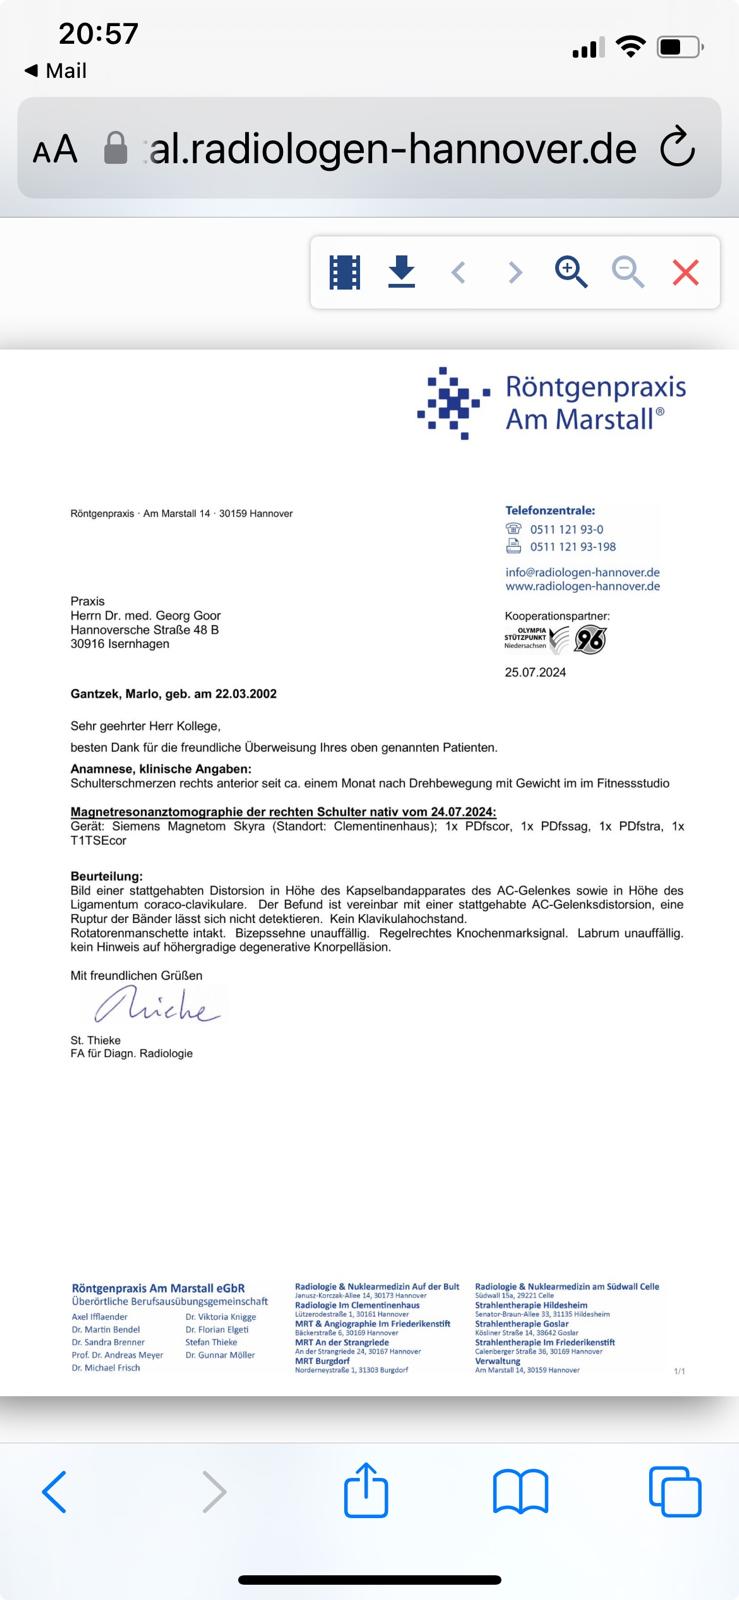 20:57
Mail
AA al.radiologen-hannover.de
Röntgenpraxis
Am Marstall®
Röntgenpraxis · Am Marstall 14 · 30159 Hannover
Telefonzentrale:
0511 121 93-0
0511 121 93-198
info@radiologen-hannover.de
www.radiologen-hannover.de
Praxis
Herrn Dr. med. Georg Goor
Hannoversche Straße 48 B
30916 Isernhagen
Kooperationspartner:
OLYMPIA
STÜTZPUNKT
Niedersachsen
96
25.07.2024
Gantzek, Marlo, geb. am 22.03.2002
Sehr geehrter Herr Kollege,
besten Dank für die freundliche Überweisung Ihres oben genannten Patienten.
Anamnese, klinische Angaben:
Schulterschmerzen rechts anterior seit ca. einem Monat nach Drehbewegung mit Gewicht im im Fitnessstudio
Magnetresonanztomographie der rechten Schulter nativ vom 24.07.2024:
Gerät: Siemens Magnetom Skyra (Standort: Clementinenhaus); 1x PDfscor, 1x PDfssag, 1x PDfstra, 1x
T1TSEcor
Beurteilung:
Bild einer stattgehabten Distorsion in Höhe des Kapselbandapparates des AC-Gelenkes sowie in Höhe des
Ligamentum coraco-clavikulare. Der Befund ist vereinbar mit einer stattgehabte AC-Gelenksdistorsion, eine
Ruptur der Bänder lässt sich nicht detektieren. Kein Klavikulahochstand.
Rotatorenmanschette intakt. Bizepssehne unauffällig. Regelrechtes Knochenmarksignal. Labrum unauffällig.
kein Hinweis auf höhergradige degenerative Knorpelläsion.
Mit freundlichen Grüßen
St. Thieke
FA für Diagn. Radiologie
Röntgenpraxis Am Marstall eGbR
Überörtliche Berufsausübungsgemeinschaft
Axel Ifflaender
Dr. Martin Bendel
Dr. Sandra Brenner
Prof. Dr. Andreas Meyer
Dr. Michael Frisch
Dr. Viktoria Knigge
Dr. Florian Elgeti
Stefan Thieke
Dr. Gunnar Möller
Radiologie & Nuklearmedizin Auf der Bult
Janusz-Korczak-Allee 14, 30173 Hannover
Radiologie Im Clementinenhaus
Lützerodestraße 1, 30161 Hannover
MRT & Angiographie Im Friederikenstift
Bäckerstraße 6, 30169 Hannover
MRT An der Strangriede
An der Strangriede 24, 30167 Hannover
MRT Burgdorf
Norderneystraße 1, 31303 Burgdorf
Radiologie & Nuklearmedizin am Südwall Celle
Südwall 15a, 29221 Celle
Strahlentherapie Hildesheim
Senator-Braun-Allee 33, 31135 Hildesheim
Strahlentherapie Goslar
Kösliner Straße 14, 38642 Goslar
Strahlentherapie Im Friederikenstift
Calenberger Straße 36, 30169 Hannover
Verwaltung
Am Marstall 14, 30159 Hannover
1/1